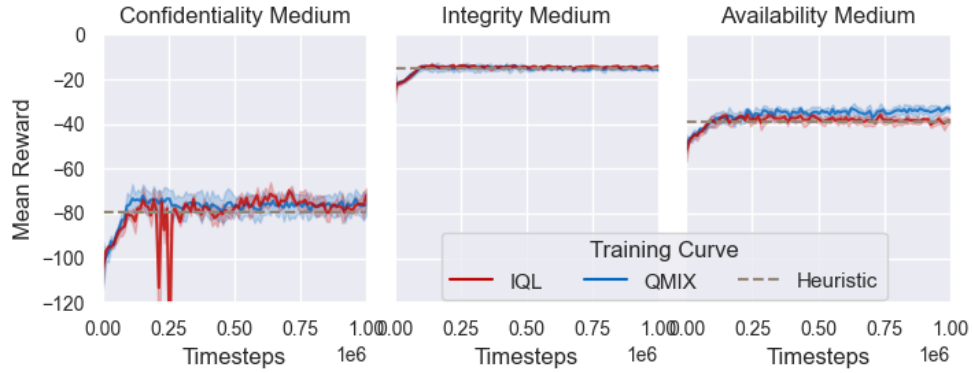 Confidentiality Medium
Integrity Medium
Availability Medium
Mean Reward
0
−20
−40
−60
−80
−100
−120
Training Curve
IQL
QMIX
Heuristic
0.00 0.25 0.50 0.75 1.00
0.00 0.25 0.50 0.75 1.00
0.00 0.25 0.50 0.75 1.00
Timesteps 1e6
Timesteps 1e6
Timesteps 1e6